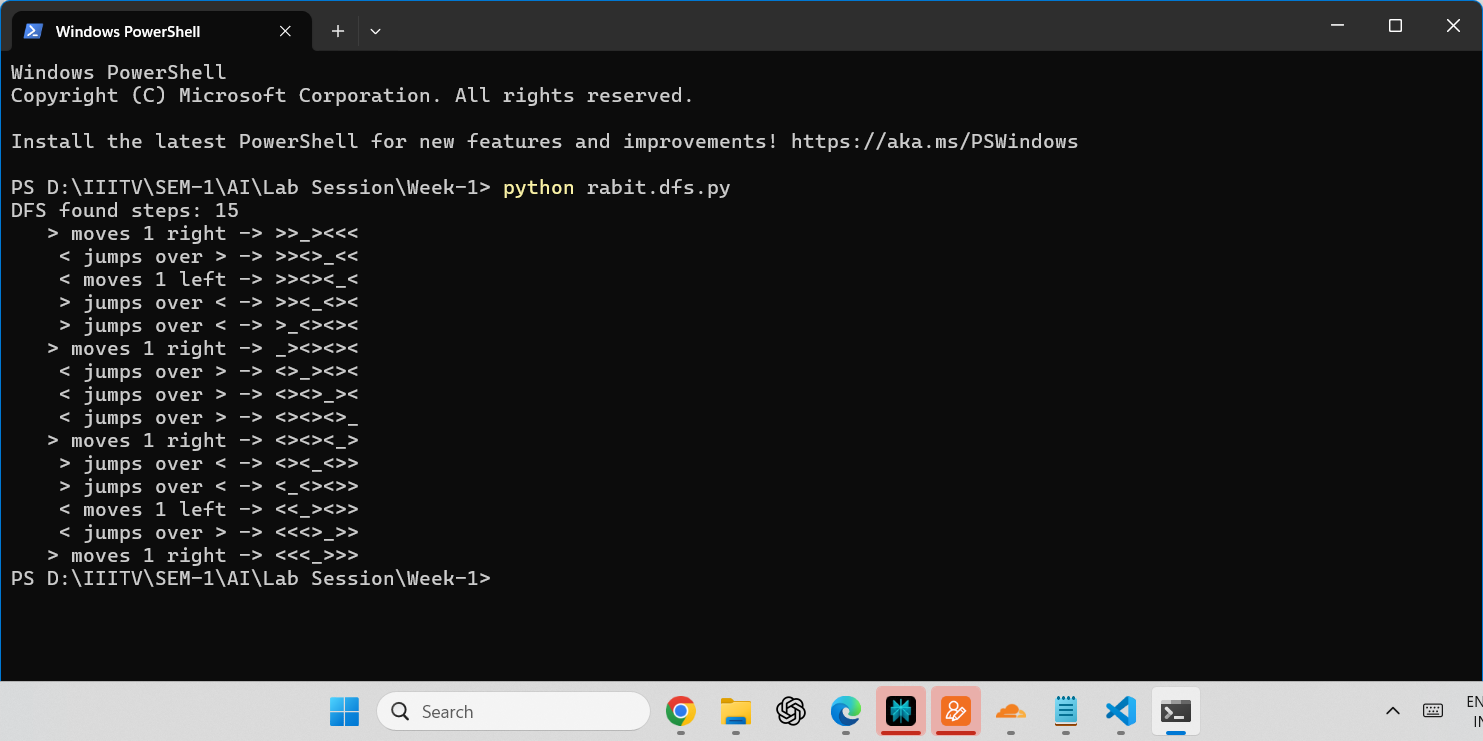 Windows PowerShell
Windows PowerShell
Copyright (C) Microsoft Corporation. All rights reserved.
Install the latest PowerShell for new features and improvements! https://aka.ms/PSWindows
PS D:\IIITV\SEM-1\AI\Lab Session\Week-1> python rabit.dfs.py
DFS found steps: 15
   > moves 1 right -> >>_><<<
    < jumps over > -> >><>_<<
    < moves 1 left -> >><><_<
    > jumps over < -> >><_<><
    > jumps over < -> >_<><><
   > moves 1 right -> _><><><
    < jumps over > -> <>_<><
    < jumps over > -> <><>_><
    < jumps over > -> <><><>_
   > moves 1 right -> <><><_>
    > jumps over < -> <><_<>>
    > jumps over < -> <_<><>>
    < moves 1 left -> <<_><>>
    < jumps over > -> <<<>_>>
   > moves 1 right -> <<<_>>>
PS D:\IIITV\SEM-1\AI\Lab Session\Week-1>
Search
EN
IN